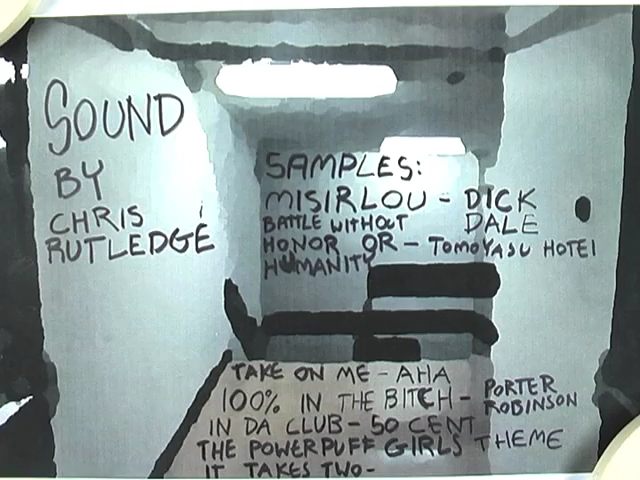 SOUND
BY
CHRIS
RUTLEDGE
SAMPLES:
MISIRLOU - DICK DALE
BATTLE WITHOUT
HONOR OR - TOMOYASU HOTEI
HUMANITY
TAKE ON ME - AHA
100% IN THE BITCH - PORTER ROBINSON
IN DA CLUB - 50 CENT
THE POWERPUFF GIRLS THEME
IT TAKES TWO -